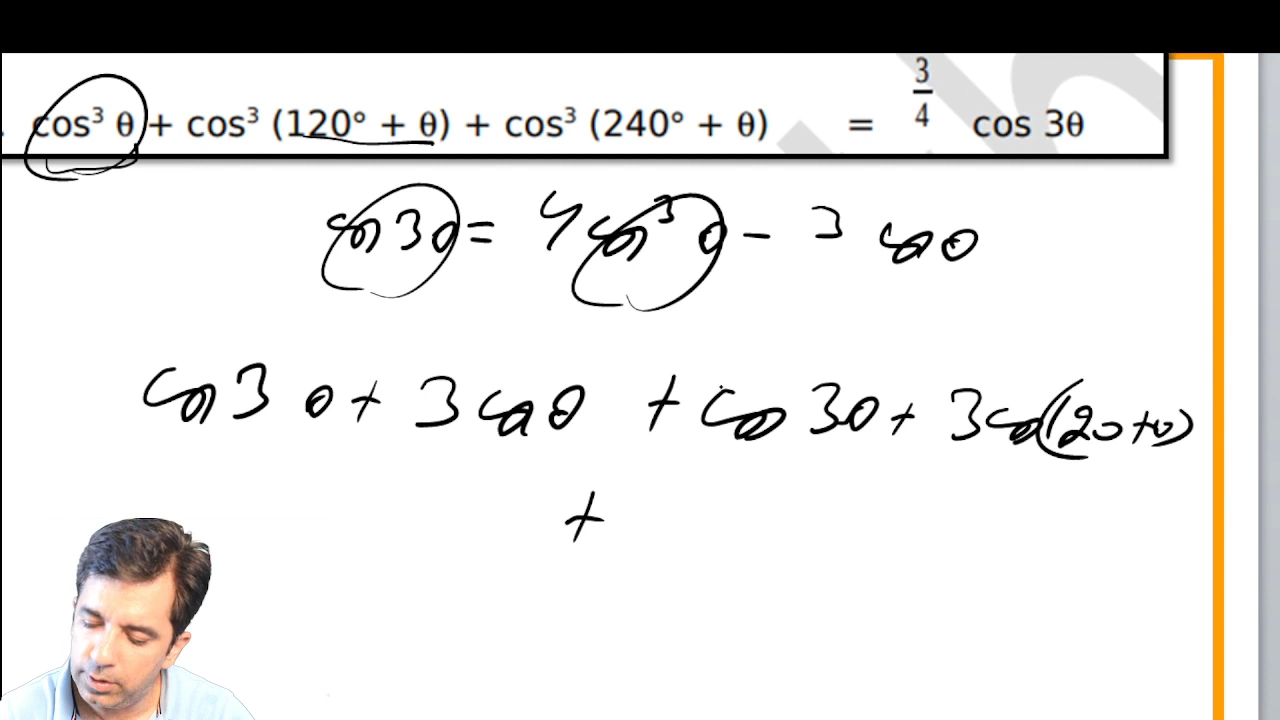 cos³ θ + cos³ (120° + θ) + cos³ (240° + θ) = 3/4 cos 3θ
cos 3θ = 4 cos³ θ - 3 cos θ
cos 3θ + 3 cos θ + cos 3θ + 3 cos(120+θ)
+